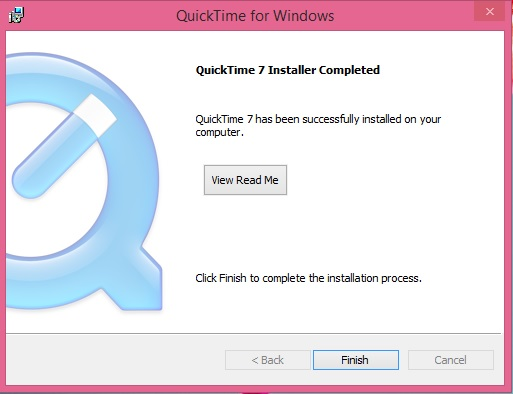 QuickTime for Windows
QuickTime 7 Installer Completed
QuickTime 7 has been successfully installed on your
computer.
View Read Me
Click Finish to complete the installation process.
< Back
Finish
Cancel